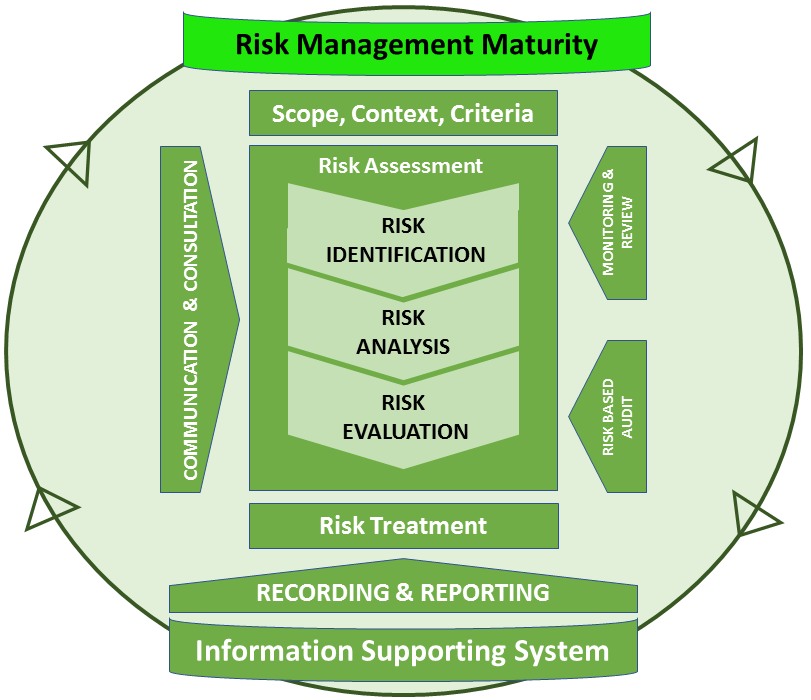 Risk Management Maturity
Scope, Context, Criteria
Risk Assessment
RISK
IDENTIFICATION
RISK
ANALYSIS
RISK
EVALUATION
COMMUNICATION & CONSULTATION
MONITORING &
REVIEW
RISK BASED
AUDIT
Risk Treatment
RECORDING & REPORTING
Information Supporting System